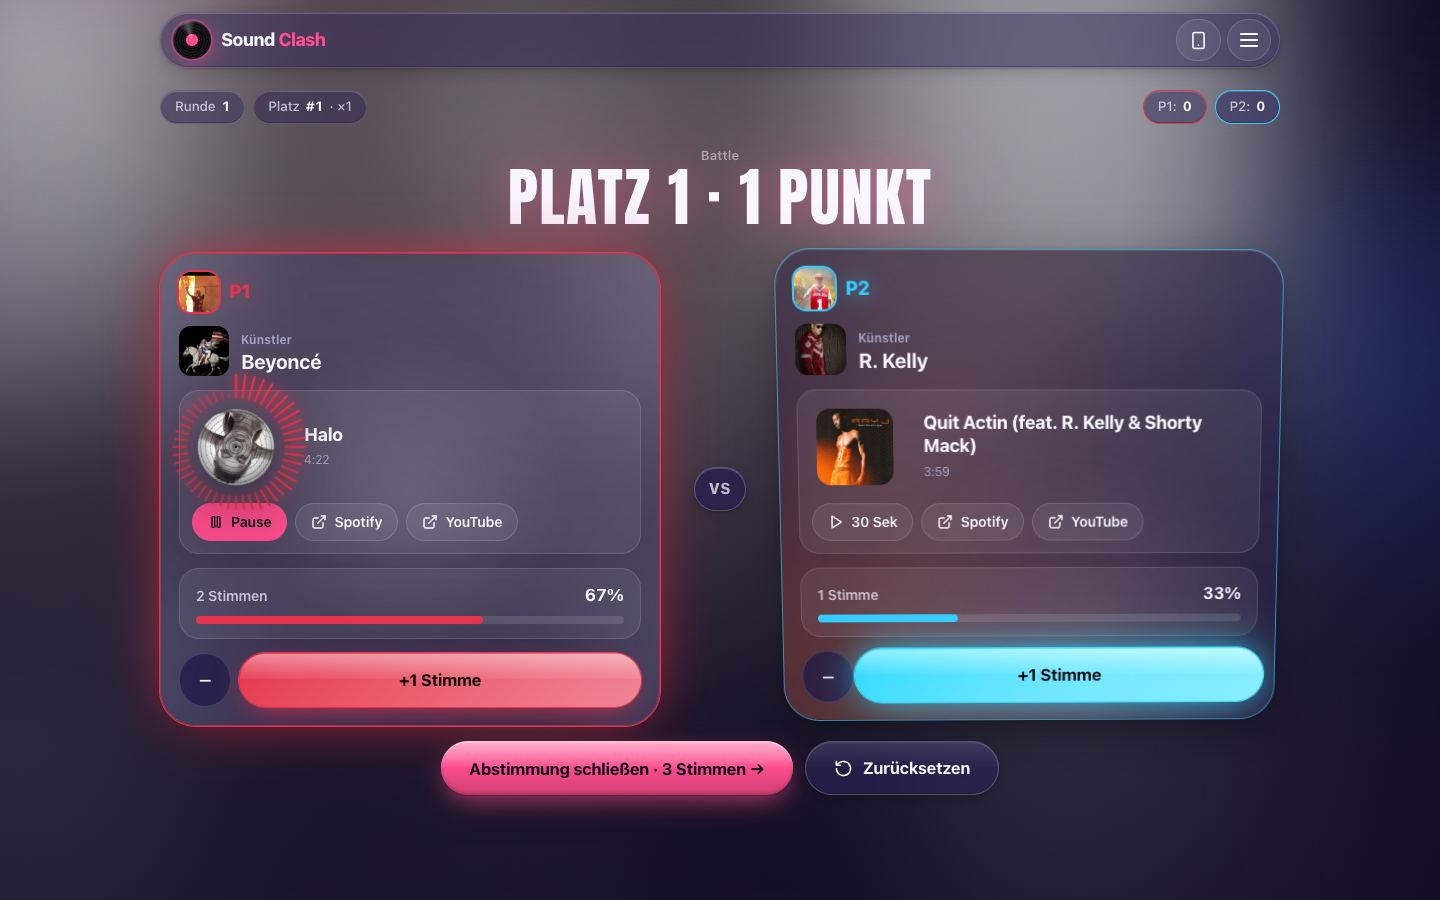 Sound Clash
Runde 1
Platz #1 · ×1
P1: 0
P2: 0
Battle
PLATZ 1 · 1 PUNKT
P1
Künstler
Beyoncé
Halo
4:22
Pause
Spotify
YouTube
2 Stimmen
67%
–
+1 Stimme
VS
P2
Künstler
R. Kelly
RAY J
Quit Actin (feat. R. Kelly & Shorty
Mack)
3:59
30 Sek
Spotify
YouTube
1 Stimme
33%
–
+1 Stimme
Abstimmung schließen · 3 Stimmen →
Zurücksetzen